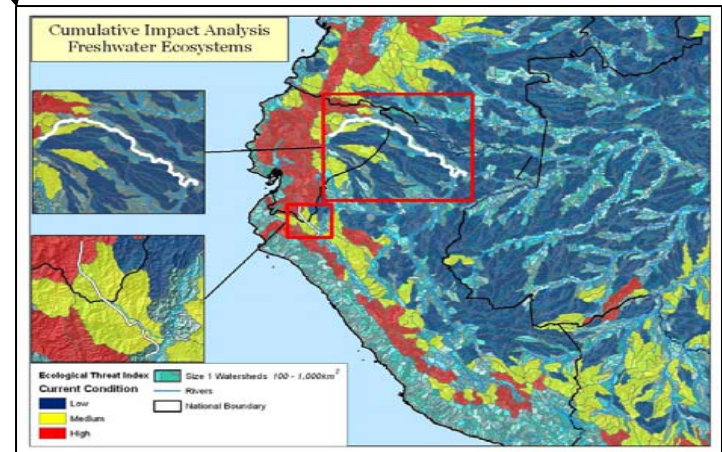 Cumulative Impact Analysis
Freshwater Ecosystems
Ecological Threat Index
Current Condition
Low
Medium
High
Size 1 Watersheds 100 - 1,000km²
Rivers
National Boundary